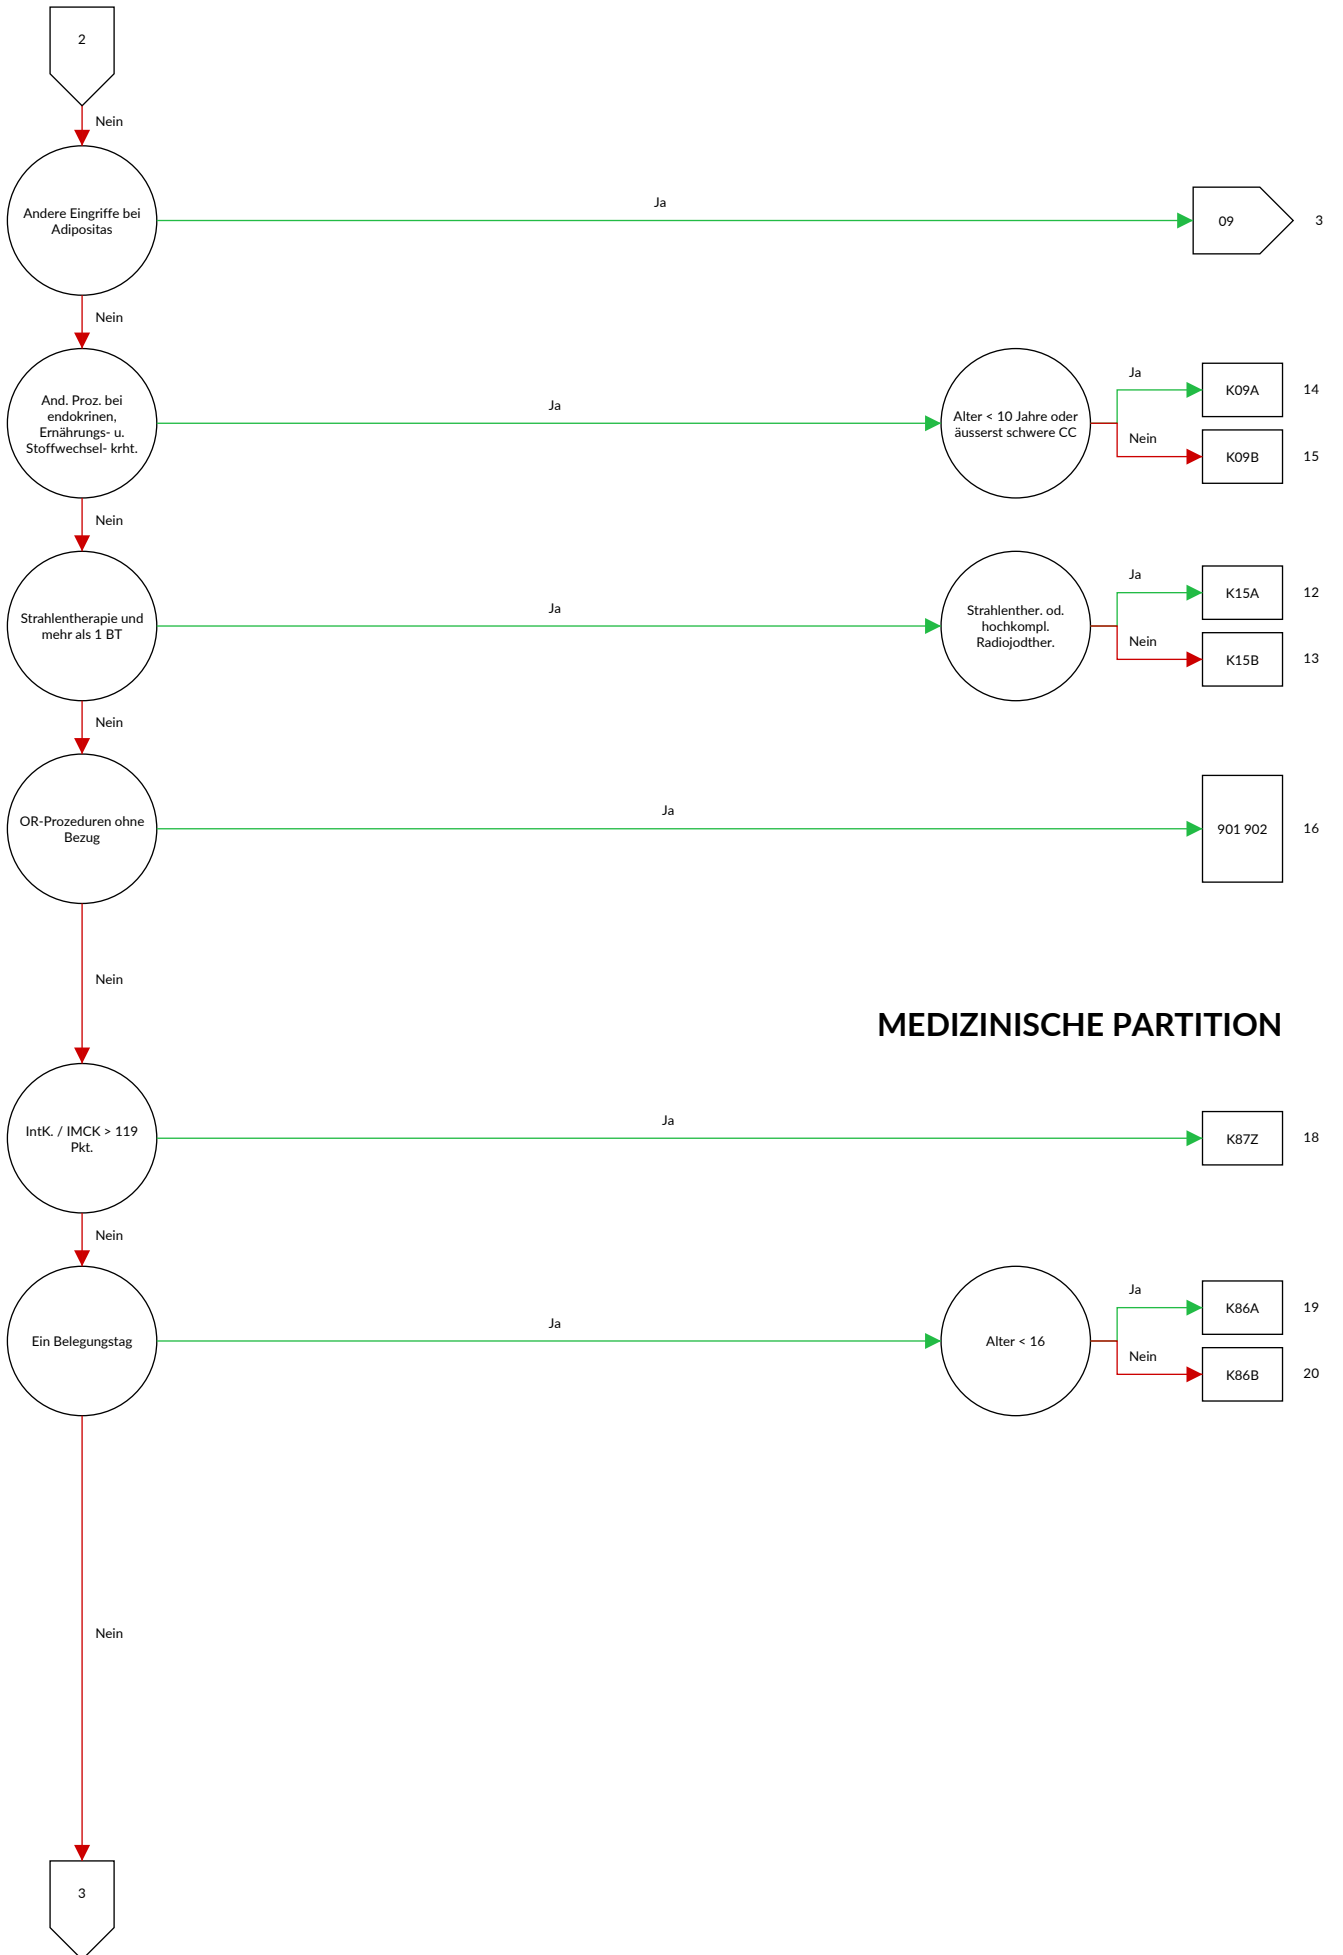 2
Nein
Andere Eingriffe bei
Adipositas
Ja
09
3
Nein
And. Proz. bei
endokrinen,
Ernährungs- u.
Stoffwechsel- krht.
Ja
Alter < 10 Jahre oder
äusserst schwere CC
Ja
K09A
14
Nein
K09B
15
Nein
Strahlentherapie und
mehr als 1 BT
Ja
Strahlenther. od.
hochkompl.
Radiojodther.
Ja
K15A
12
Nein
K15B
13
Nein
OR-Prozeduren ohne
Bezug
Ja
901 902
16
Nein
MEDIZINISCHE PARTITION
IntK. / IMCK > 119
Pkt.
Ja
K87Z
18
Nein
Ein Belegungstag
Ja
Alter < 16
Ja
K86A
19
Nein
K86B
20
Nein
3